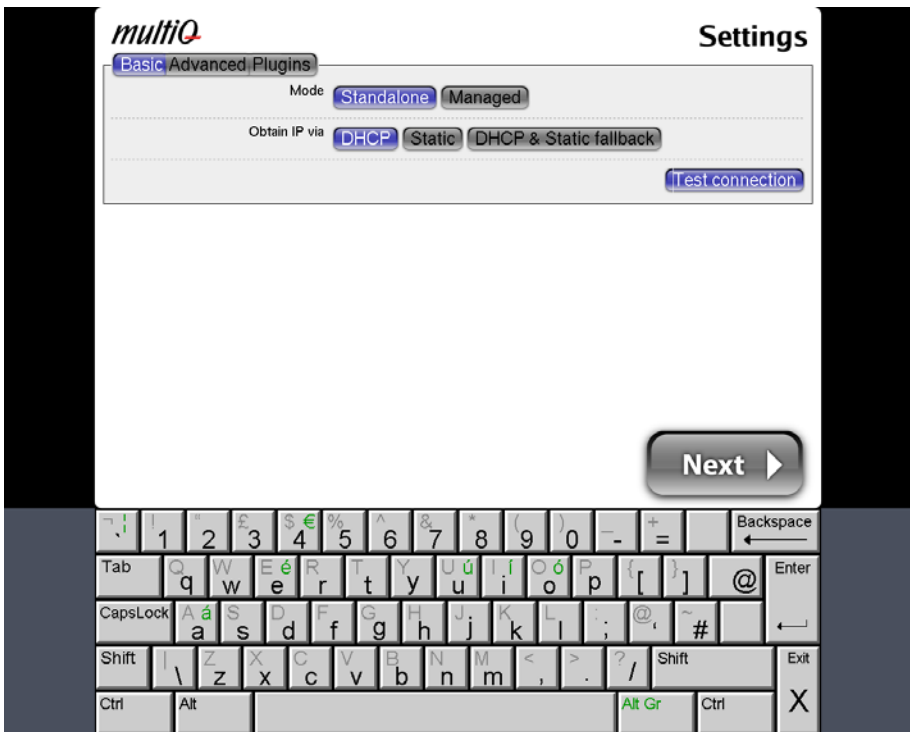 multiQ
Settings
Basic Advanced Plugins
Mode Standalone Managed
Obtain IP via DHCP Static DHCP & Static fallback
Test connection
Next
¬ ¦ ` ! 1 " 2 £ 3 $ € 4 % 5 ^ 6 & 7 * 8 ( 9 ) 0 _ - + = Backspace
Tab Q q W w E é e R r T t Y y U ú u I í i O ó o P p { [ } ] @ Enter
CapsLock A á a S s D d F f G g H h J j K k L l : ; @ ' ~ #
Shift | \ Z z X x C c V v B b N n M m < , > . ? / Shift Exit
Ctrl Alt Alt Gr Ctrl X